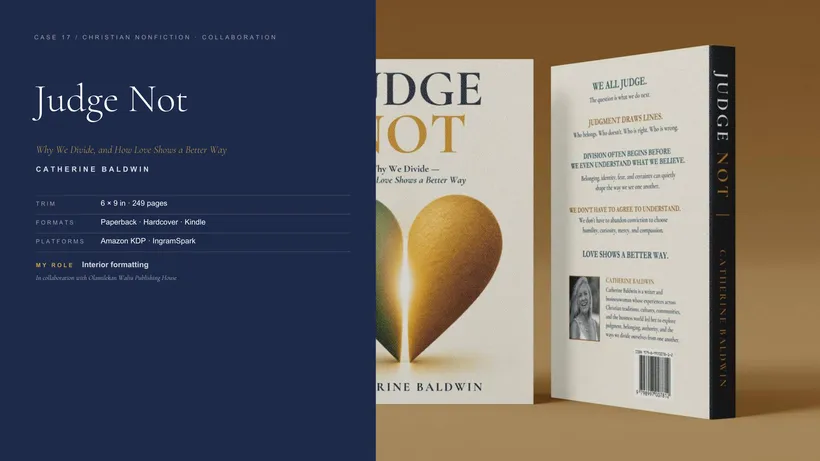 CASE 17 / CHRISTIAN NONFICTION · COLLABORATION
Judge Not
Why We Divide, and How Love Shows a Better Way
CATHERINE BALDWIN
TRIM 6 × 9 in · 249 pages
FORMATS Paperback · Hardcover · Kindle
PLATFORMS Amazon KDP · IngramSpark
MY ROLE Interior formatting
In collaboration with Olanilekan Walin Publishing House
UDGE
NOT
hy We Divide —
Love Shows a Better Way
RINE BALDWIN
WE ALL JUDGE.
The question is what we do next.
JUDGMENT DRAWS LINES.
Who belongs. Who doesn't. Who is right. Who is wrong.
DIVISION OFTEN BEGINS BEFORE
WE EVEN UNDERSTAND WHAT WE BELIEVE.
Belonging, identity, fear, and certainty can quietly
shape the way we see one another.
WE DON'T HAVE TO AGREE TO UNDERSTAND.
We don't have to abandon conviction to choose
humility, curiosity, mercy, and compassion.
LOVE SHOWS A BETTER WAY.
CATHERINE BALDWIN
Catherine Baldwin is a writer and
businesswoman whose experiences across
Christian traditions, cultures, communities,
and the business world led her to explore
judgment, belonging, authority, and the
ways we divide ourselves from one another.
JUDGE NOT | CATHERINE BALDWIN